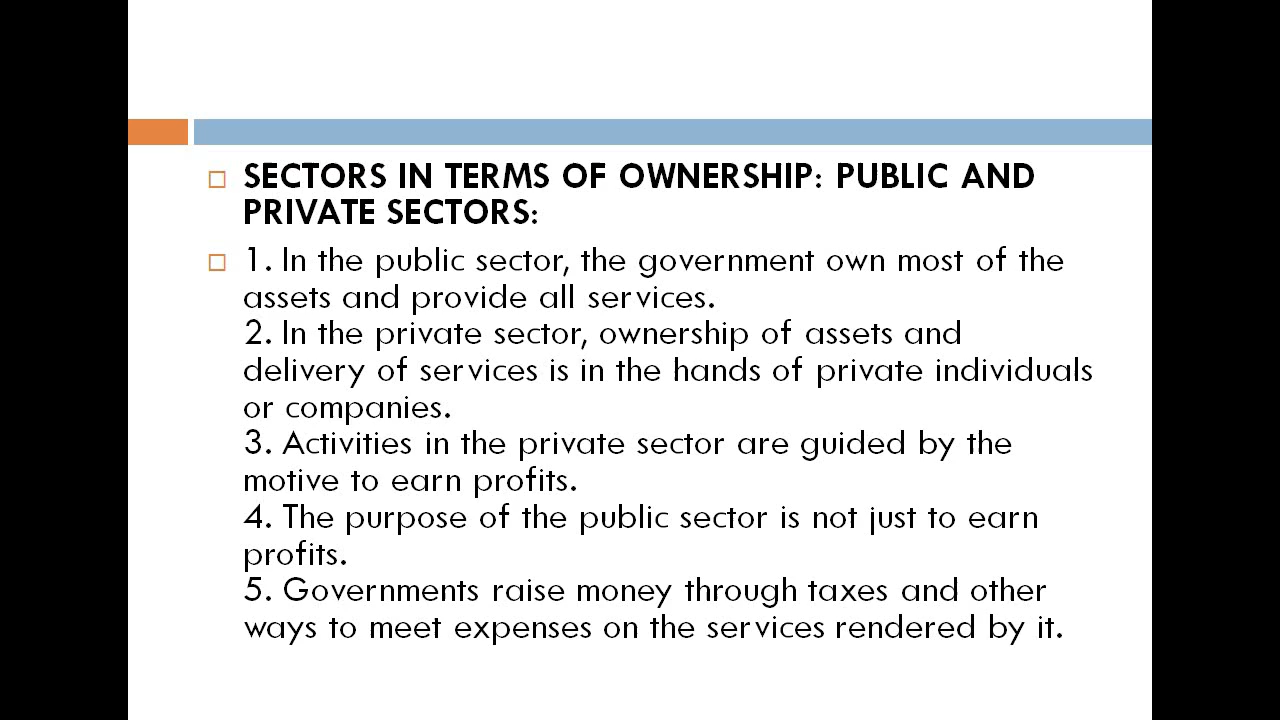 SECTORS IN TERMS OF OWNERSHIP: PUBLIC AND
PRIVATE SECTORS:
1. In the public sector, the government own most of the
assets and provide all services.
2. In the private sector, ownership of assets and
delivery of services is in the hands of private individuals
or companies.
3. Activities in the private sector are guided by the
motive to earn profits.
4. The purpose of the public sector is not just to earn
profits.
5. Governments raise money through taxes and other
ways to meet expenses on the services rendered by it.